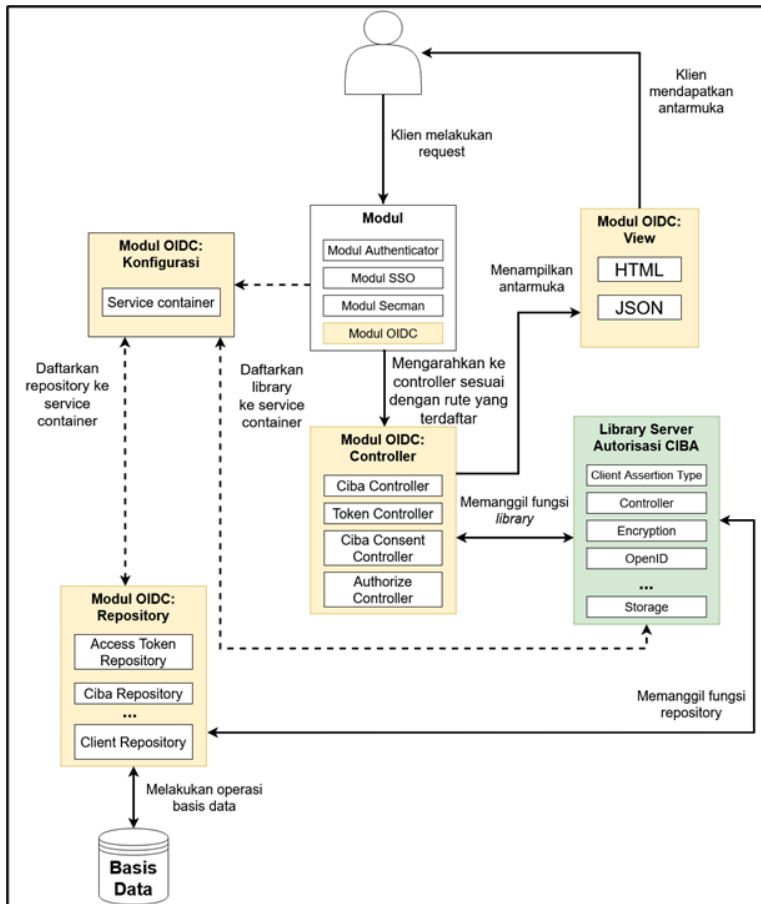 Klien
mendapatkan
antarmuka
Klien melakukan
request
Modul
Modul Authenticator
Modul SSO
Modul Secman
Modul OIDC
Modul OIDC:
Konfigurasi
Service container
Modul OIDC:
View
HTML
JSON
Menampilkan
antarmuka
Daftarkan
repository ke
service
container
Daftarkan
library
ke service
container
Mengarahkan ke
controller sesuai
dengan rute yang
terdaftar
Modul OIDC:
Controller
Ciba Controller
Token Controller
Ciba Consent
Controller
Authorize
Controller
Memanggil fungsi
library
Library Server
Autorisasi CIBA
Client Assertion Type
Controller
Encryption
OpenID
...
Storage
Modul OIDC:
Repository
Access Token
Repository
Ciba Repository
...
Client Repository
Memanggil fungsi
repository
Melakukan operasi
basis data
Basis
Data